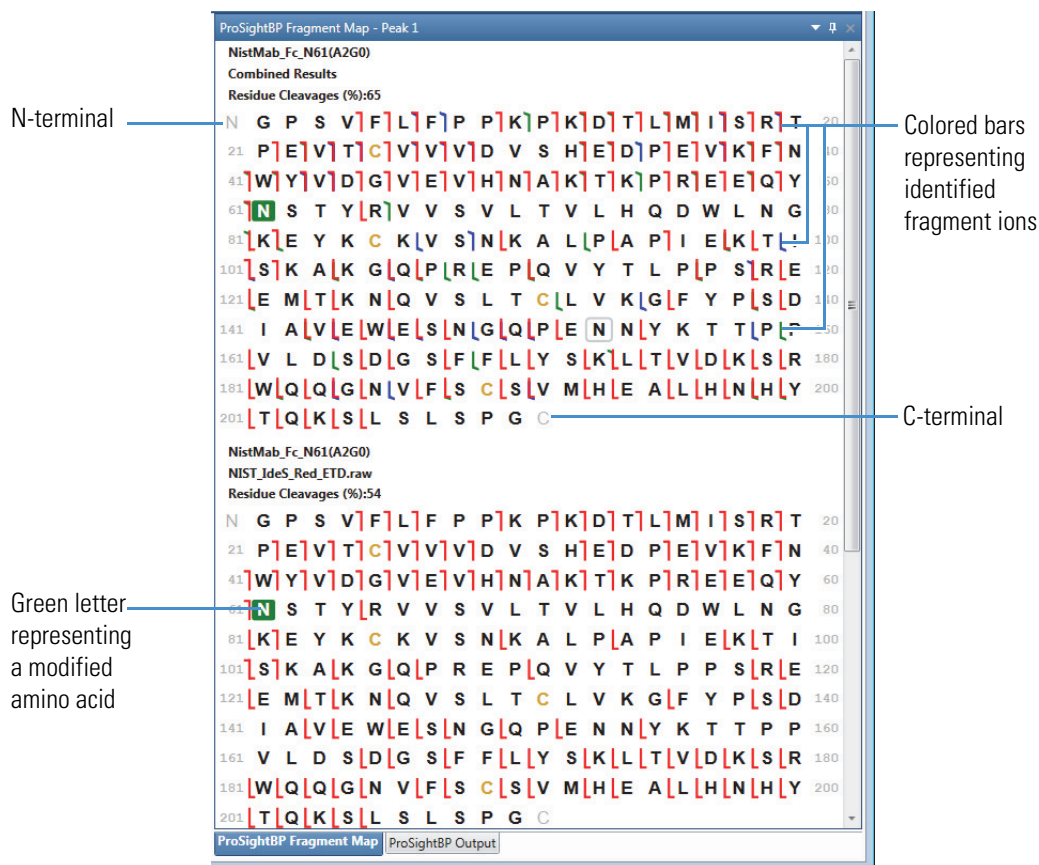 ProSightBP Fragment Map - Peak 1
NistMab_Fc_N61(A2G0)
Combined Results
Residue Cleavages (%):65
N-terminal
N G P S V F L F P P K P K D T L M I S R T 20
Colored bars
representing
identified
fragment ions
21 P E V T C V V V D V S H E D P E V K F N 40
41 W Y V D G V E V H N A K T K P R E E Q Y 60
61 N S T Y R V V S V L T V L H Q D W L N G 80
81 K E Y K C K V S N K A L P A P I E K T I 100
101 S K A K G Q P R E P Q V Y T L P P S R E 120
121 E M T K N Q V S L T C L V K G F Y P S D 140
141 I A V E W E S N G Q P E N N Y K T T P P 160
161 V L D S D G S F F L Y S K L T V D K S R 180
181 W Q Q G N V F S C S V M H E A L H N H Y 200
201 T Q K S L S L S P G C
C-terminal
NistMab_Fc_N61(A2G0)
NIST_IdeS_Red_ETD.raw
Residue Cleavages (%):54
N G P S V F L F P P K P K D T L M I S R T 20
21 P E V T C V V V D V S H E D P E V K F N 40
41 W Y V D G V E V H N A K T K P R E E Q Y 60
Green letter
representing
a modified
amino acid
61 N S T Y R V V S V L T V L H Q D W L N G 80
81 K E Y K C K V S N K A L P A P I E K T I 100
101 S K A K G Q P R E P Q V Y T L P P S R E 120
121 E M T K N Q V S L T C L V K G F Y P S D 140
141 I A V E W E S N G Q P E N N Y K T T P P 160
161 V L D S D G S F F L Y S K L T V D K S R 180
181 W Q Q G N V F S C S V M H E A L H N H Y 200
201 T Q K S L S L S P G C
ProSightBP Fragment Map
ProSightBP Output